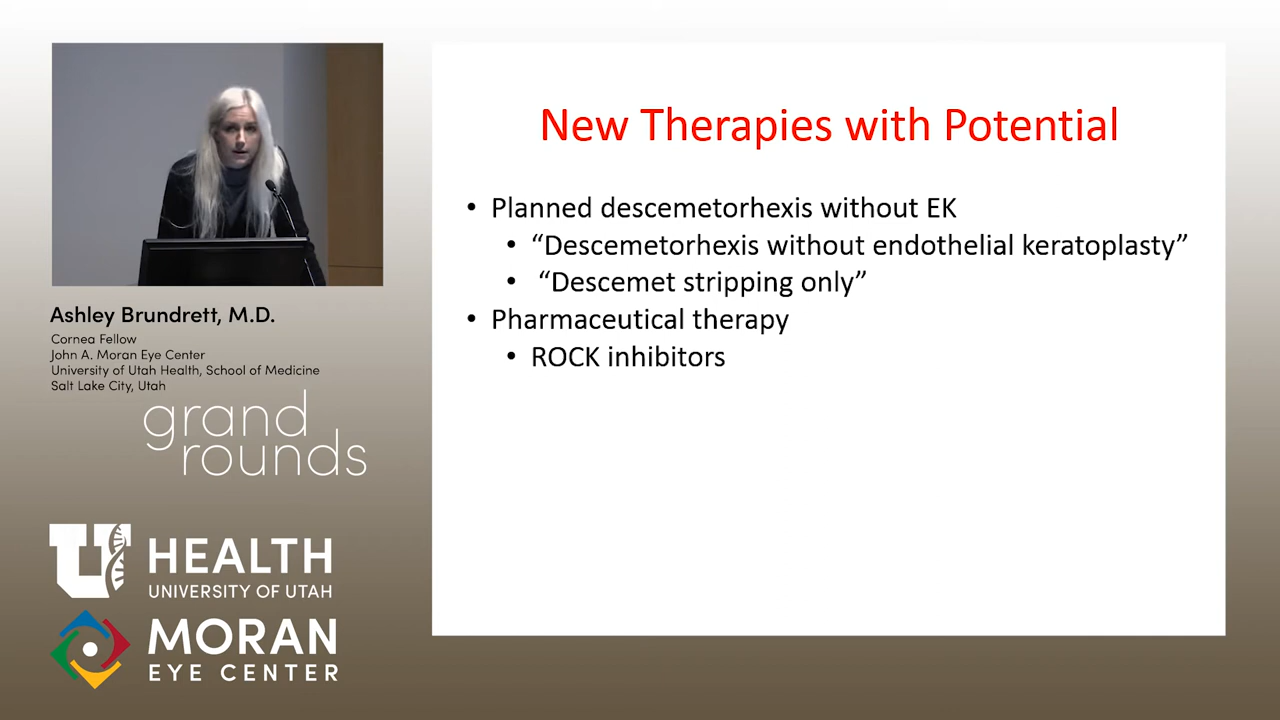 New Therapies with Potential
• Planned descemetorhexis without EK
• “Descemetorhexis without endothelial keratoplasty”
• “Descemet stripping only”
• Pharmaceutical therapy
• ROCK inhibitors
Ashley Brundrett, M.D.
Cornea Fellow
John A. Moran Eye Center
University of Utah Health, School of Medicine
Salt Lake City, Utah
grand
rounds
U HEALTH
UNIVERSITY OF UTAH
MORAN
EYE CENTER